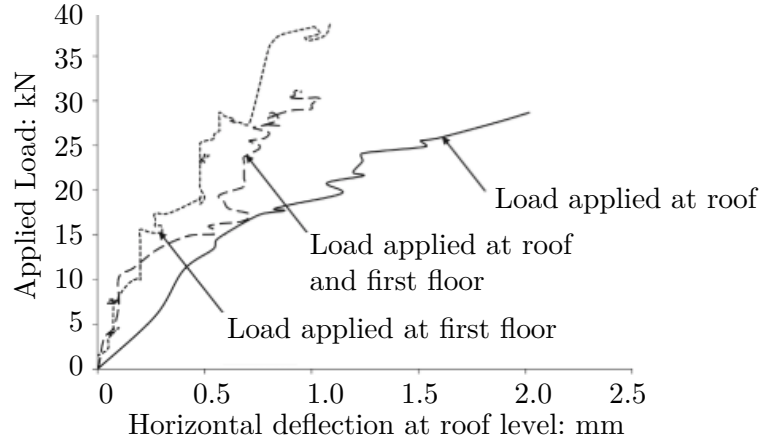 40
35
30
25
20
15
10
5
0
Applied Load: kN
Load applied at roof
Load applied at roof
and first floor
Load applied at first floor
0 0.5 1.0 1.5 2.0 2.5
Horizontal deflection at roof level: mm